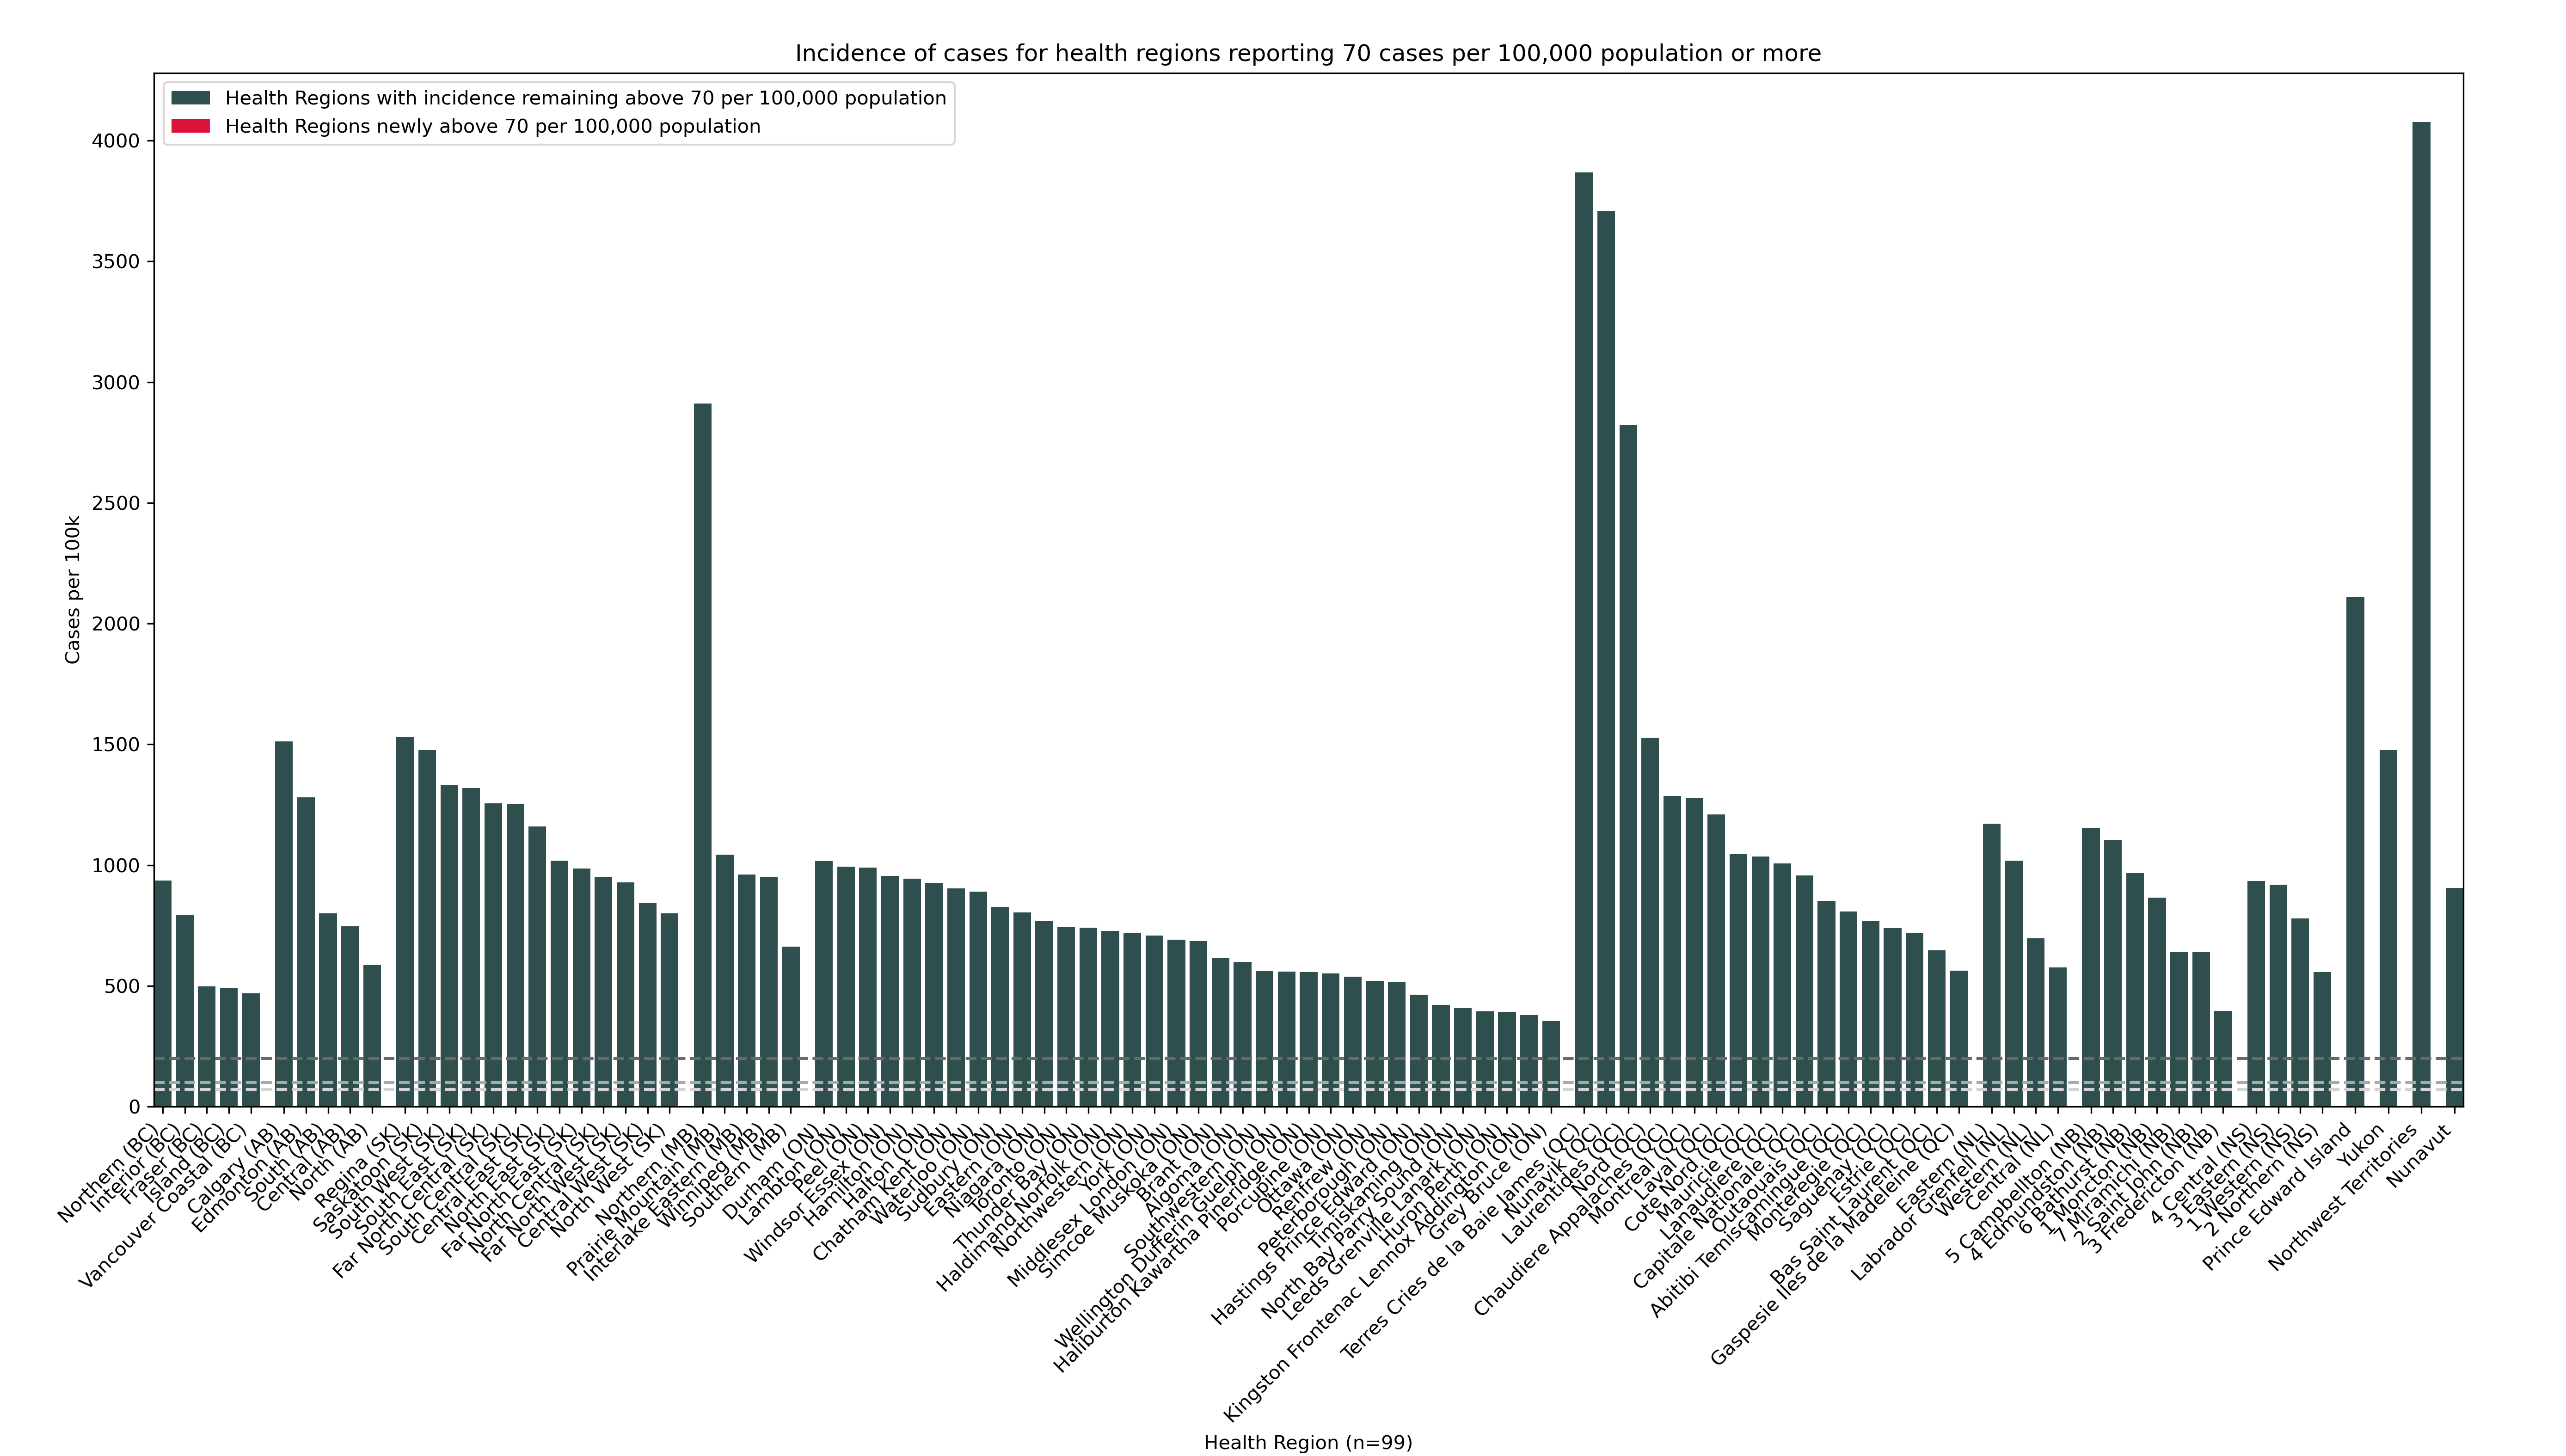 Incidence of cases for health regions reporting 70 cases per 100,000 population or more
Health Regions with incidence remaining above 70 per 100,000 population
Health Regions newly above 70 per 100,000 population
Cases per 100k
4000
3500
3000
2500
2000
1500
1000
500
0
Northern (BC)
Interior (BC)
Fraser (BC)
Island (BC)
Vancouver Coastal (BC)
Calgary (AB)
Edmonton (AB)
South (AB)
Central (AB)
North (AB)
Regina (SK)
Saskatoon (SK)
South West (SK)
South East (SK)
Far North Central (SK)
South Central (SK)
Central East (SK)
North East (SK)
Far North East (SK)
North Central (SK)
Far North West (SK)
Central West (SK)
North West (SK)
Northern (MB)
Prairie Mountain (MB)
Interlake Eastern (MB)
Winnipeg (MB)
Southern (MB)
Durham (ON)
Lambton (ON)
Peel (ON)
Windsor Essex (ON)
Hamilton (ON)
Halton (ON)
Chatham Kent (ON)
Waterloo (ON)
Sudbury (ON)
Eastern (ON)
Niagara (ON)
Toronto (ON)
Thunder Bay (ON)
Haldimand Norfolk (ON)
Northwestern (ON)
York (ON)
Middlesex London (ON)
Simcoe Muskoka (ON)
Brant (ON)
Algoma (ON)
Southwestern (ON)
Wellington Dufferin Guelph (ON)
Haliburton Kawartha Pineridge (ON)
Porcupine (ON)
Ottawa (ON)
Renfrew (ON)
Peterborough (ON)
Hastings Prince Edward (ON)
Timiskaming (ON)
North Bay Parry Sound (ON)
Leeds Grenville Lanark (ON)
Huron Perth (ON)
Kingston Frontenac Lennox Addington (ON)
Grey Bruce (ON)
Terres Cries de la Baie James (QC)
Nunavik (QC)
Laurentides (QC)
Nord (QC)
Chaudiere Appalaches (QC)
Montreal (QC)
Laval (QC)
Cote Nord (QC)
Mauricie (QC)
Lanaudiere (QC)
Capitale Nationale (QC)
Outaouais (QC)
Abitibi Temiscamingue (QC)
Monteregie (QC)
Saguenay (QC)
Estrie (QC)
Bas Saint Laurent (QC)
Gaspesie Iles de la Madeleine (QC)
Eastern (NL)
Labrador Grenfell (NL)
Western (NL)
Central (NL)
5 Campbellton (NB)
4 Edmundston (NB)
6 Bathurst (NB)
1 Moncton (NB)
7 Miramichi (NB)
2 Saint John (NB)
3 Fredericton (NB)
4 Central (NS)
3 Eastern (NS)
1 Western (NS)
2 Northern (NS)
Prince Edward Island
Yukon
Northwest Territories
Nunavut
Health Region (n=99)